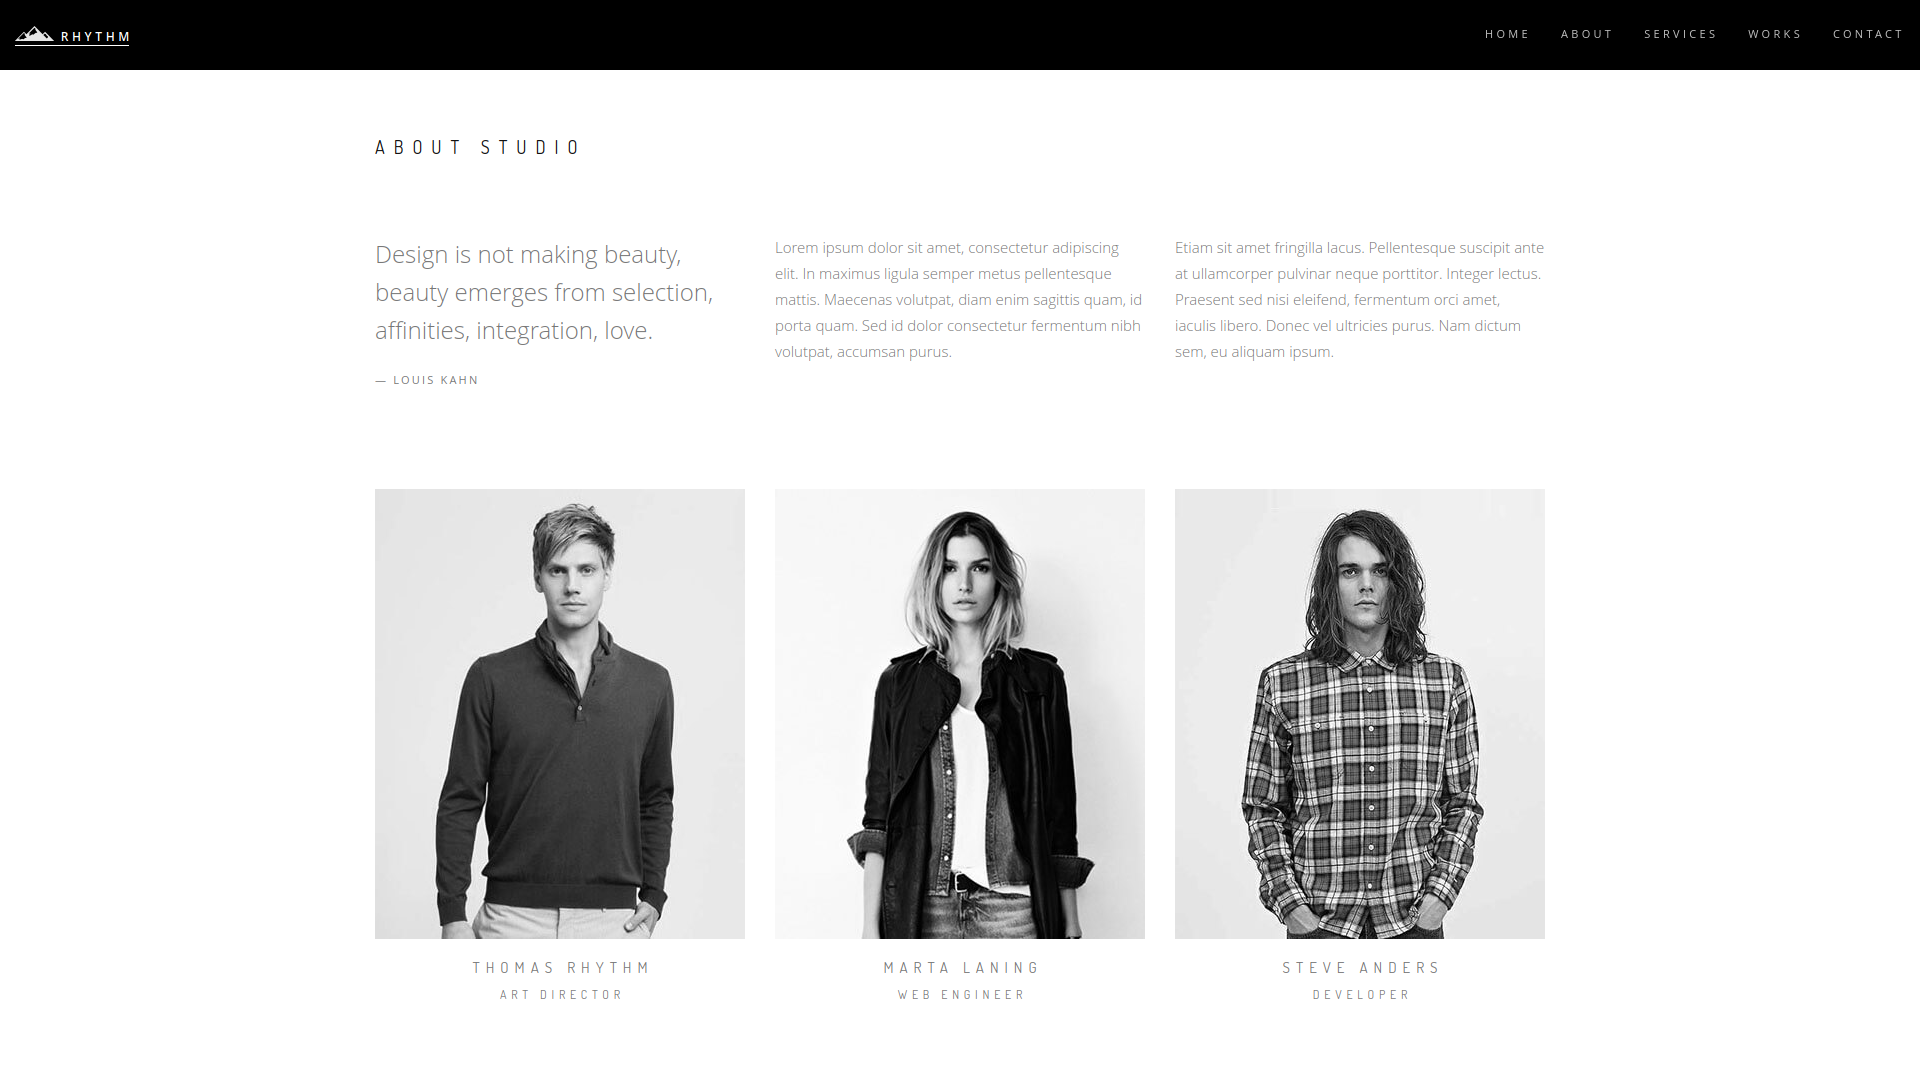 RHYTHM
HOME ABOUT SERVICES WORKS CONTACT
ABOUT STUDIO
Design is not making beauty,
beauty emerges from selection,
affinities, integration, love.
— LOUIS KAHN
Lorem ipsum dolor sit amet, consectetur adipiscing
elit. In maximus ligula semper metus pellentesque
mattis. Maecenas volutpat, diam enim sagittis quam, id
porta quam. Sed id dolor consectetur fermentum nibh
volutpat, accumsan purus.
Etiam sit amet fringilla lacus. Pellentesque suscipit ante
at ullamcorper pulvinar neque porttitor. Integer lectus.
Praesent sed nisi eleifend, fermentum orci amet,
iaculis libero. Donec vel ultricies purus. Nam dictum
sem, eu aliquam ipsum.
THOMAS RHYTHM
ART DIRECTOR
MARTA LANING
WEB ENGINEER
STEVE ANDERS
DEVELOPER